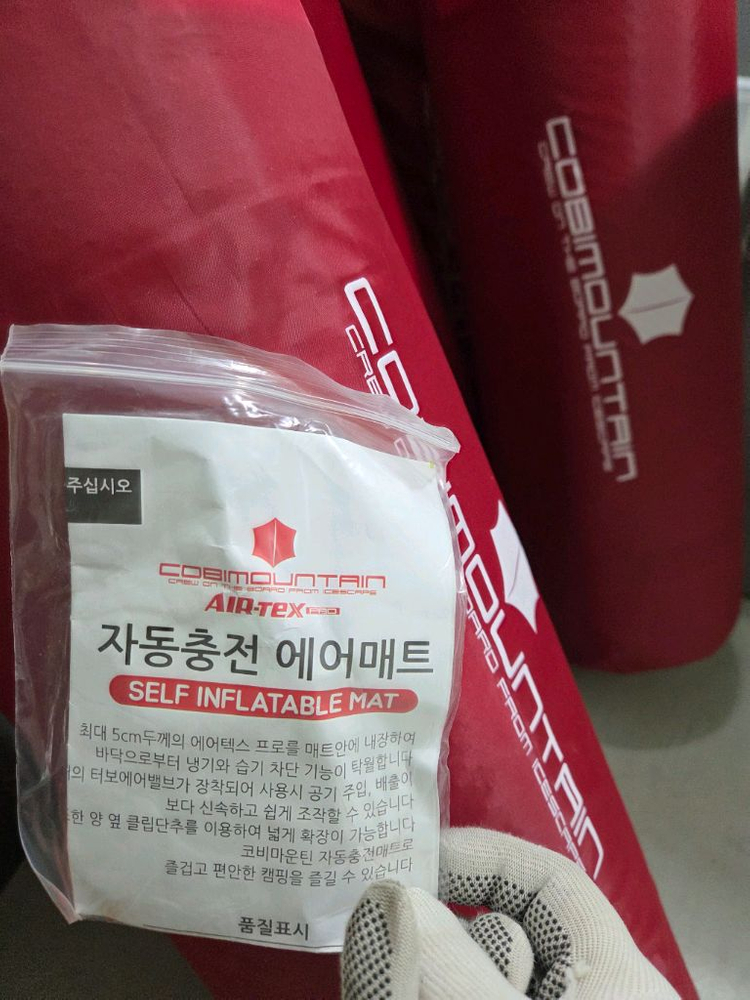 주십시오
COBIMOUNTAIN
CREW ON THE BOARD FROM ICESCAPE
AIR-TEX PRO
자동충전 에어매트
SELF INFLATABLE MAT
최대 5cm두께의 에어텍스 프로를 매트안에 내장하여
바닥으로부터 냉기와 습기 차단 기능이 탁월합니다
터보에어밸브가 장착되어 사용시 공기 주입, 배출이
보다 신속하고 쉽게 조작할 수 있습니다
양 옆 클립단추를 이용하여 넓게 확장이 가능합니다
코비마운틴 자동충전매트로
즐겁고 편안한 캠핑을 즐길 수 있습니다
품질표시
COBIMOUNTAIN
CREW ON THE BOARD FROM ICESCAPE
MOUNTAIN
BOARD FROM ICESCAPE